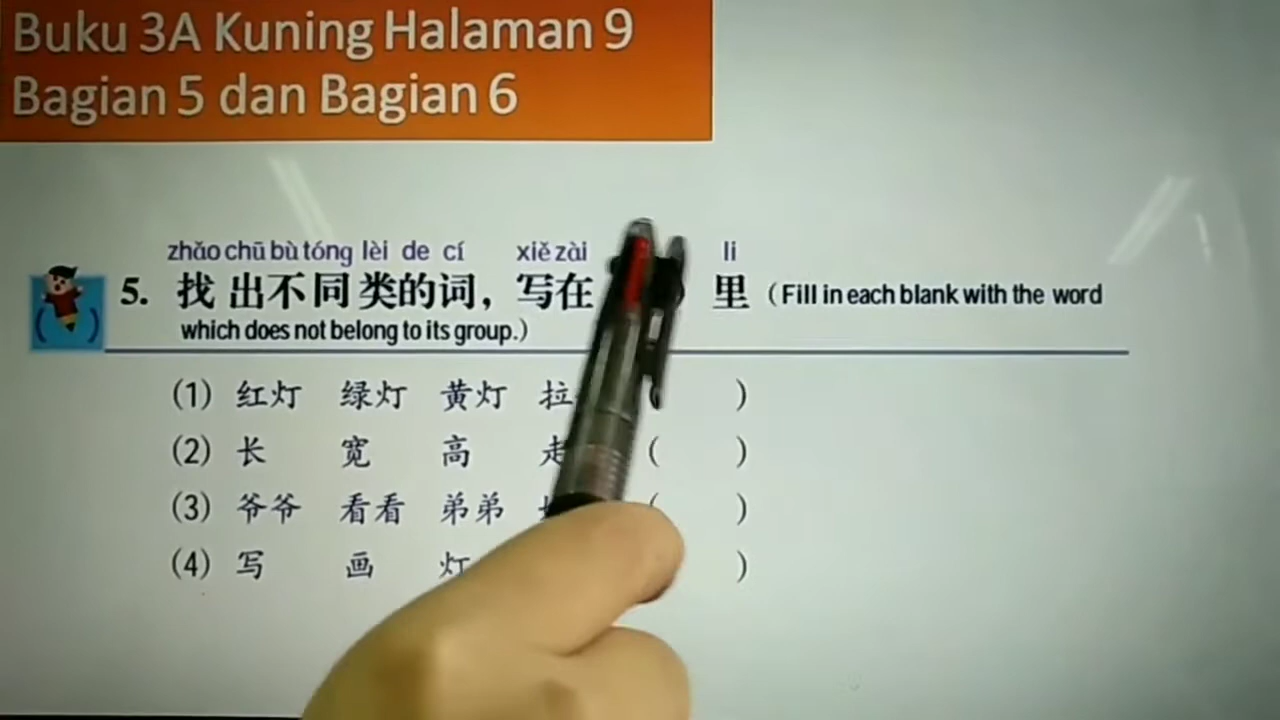 Buku 3A Kuning Halaman 9
Bagian 5 dan Bagian 6
zhǎo chū bù tóng lèi de cí xiě zài li
5. 找出不同类的词，写在 里 (Fill in each blank with the word
which does not belong to its group.)
(1) 红灯 绿灯 黄灯 拉 ( )
(2) 长 宽 高 走 ( )
(3) 爷爷 看看 弟弟 ( )
(4) 写 画 灯 )